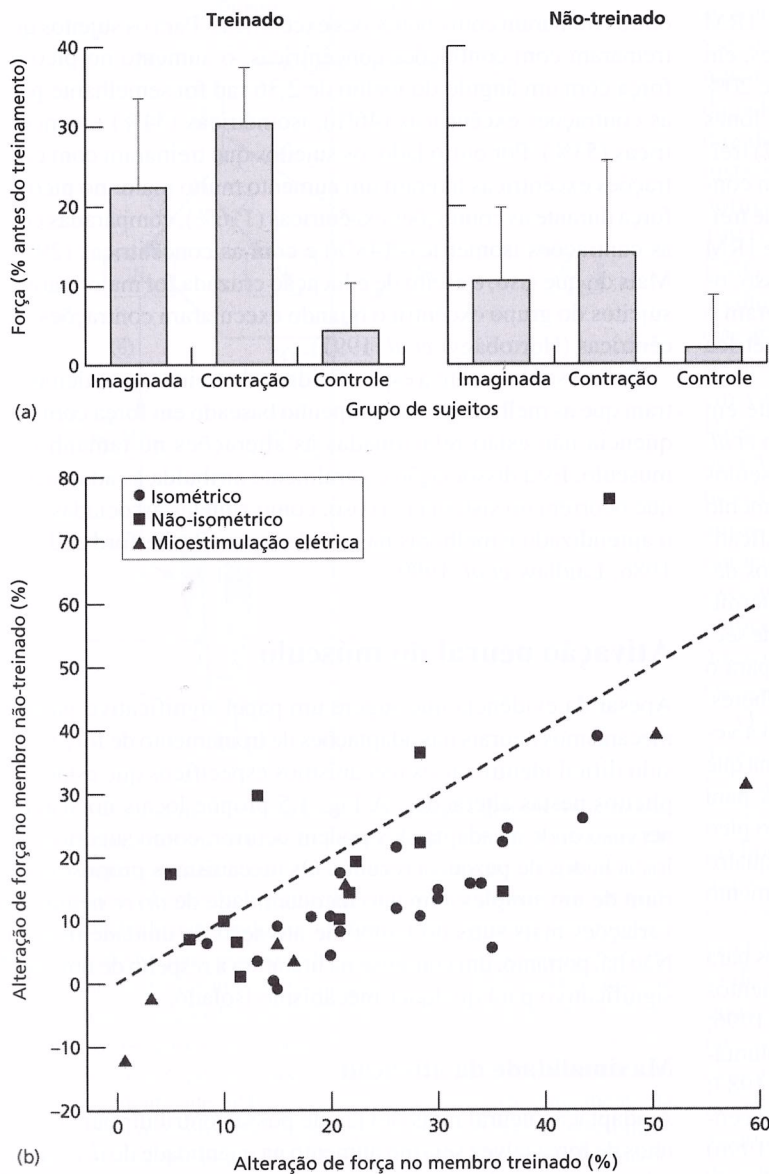 Treinado
Não-treinado
Força (% antes do treinamento)
40
30
20
10
0
Imaginada
Contração
Controle
Imaginada
Contração
Controle
(a)
Grupo de sujeitos
Alteração de força no membro não-treinado (%)
80
70
60
50
40
30
20
10
0
−10
−20
Isométrico
Não-isométrico
Mioestimulação elétrica
0
10
20
30
40
50
60
(b)
Alteração de força no membro treinado (%)